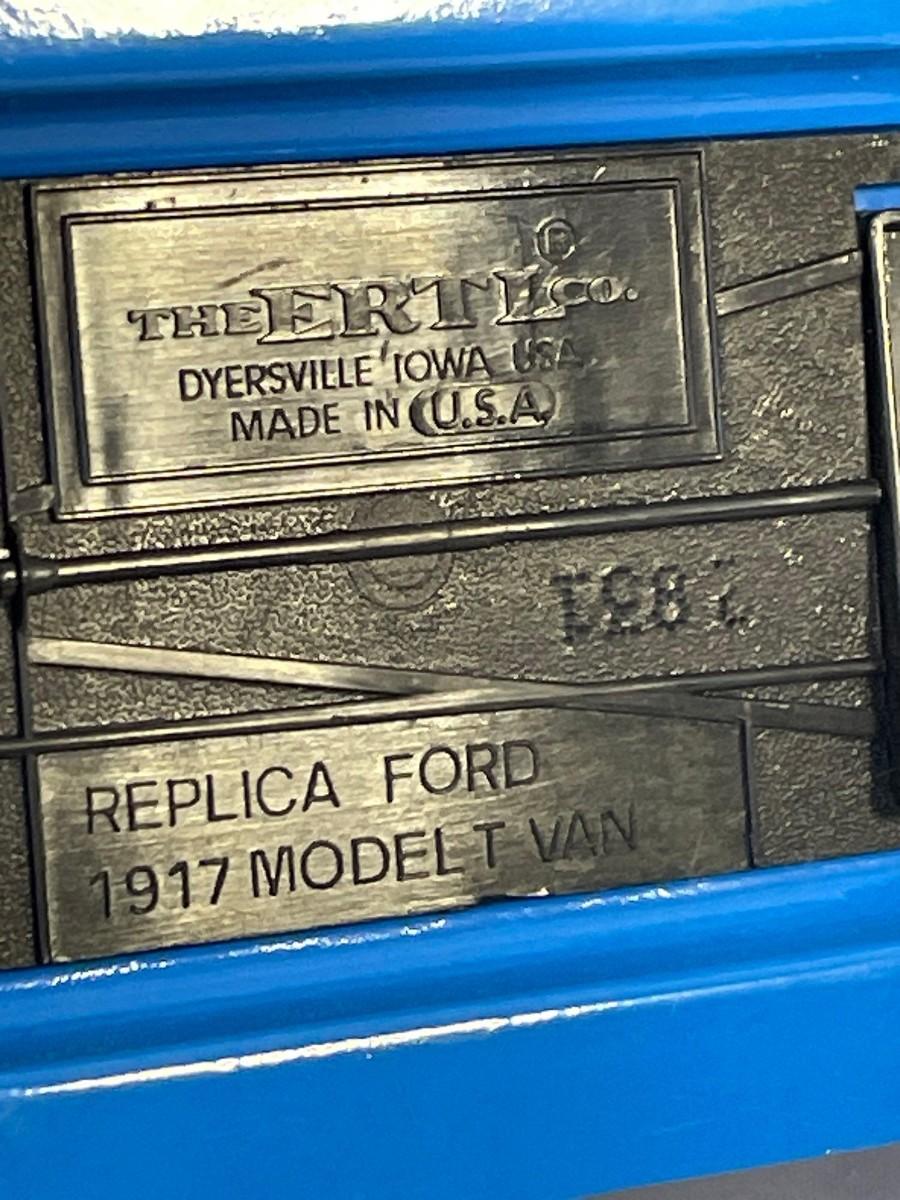 ®
THE ERTL CO.
DYERSVILLE IOWA USA
MADE IN U.S.A.
REPLICA FORD
1917 MODEL T VAN